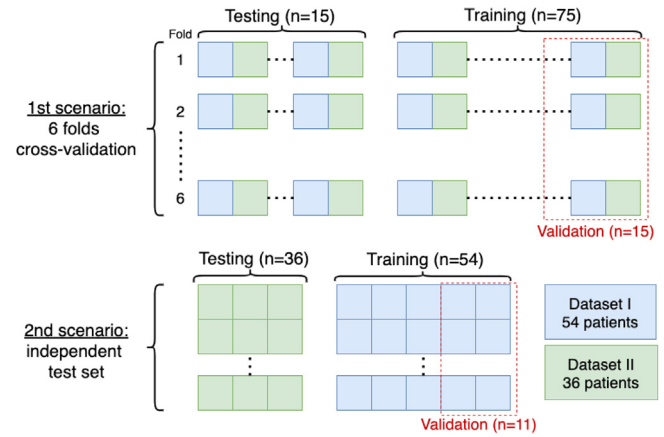 Testing (n=15)
Training (n=75)
Fold
1
1st scenario:
6 folds
cross-validation
2
6
Validation (n=15)
Testing (n=36)
Training (n=54)
2nd scenario:
independent
test set
Dataset I
54 patients
Dataset II
36 patients
Validation (n=11)